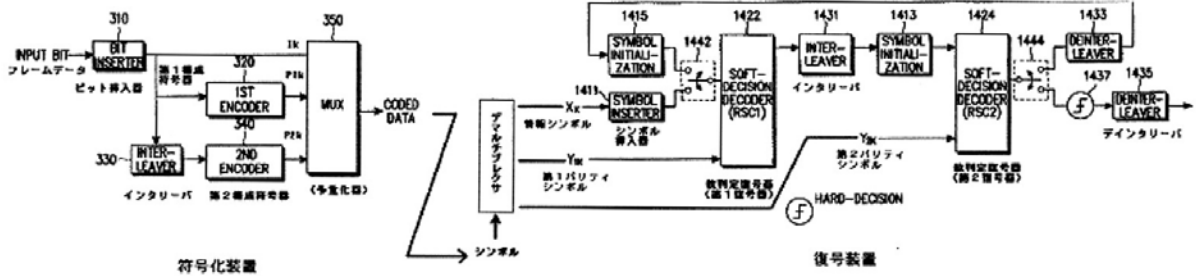 310
INPUT BIT
フレームデータ
BIT INSERTER
ビット挿入器
Ik
第1構成符号器
320
1ST ENCODER
P1k
330
INTER-LEAVER
インタリーバ
340
2ND ENCODER
P2k
第2構成符号器
350
MUX
(多重化器)
CODED DATA
符号化装置
シンボル
デマルチプレクサ
XK
情報シンボル
1411
SYMBOL INSERTER
シンボル挿入器
1415
SYMBOL INITIALI-ZATION
1442
1422
SOFT-DECISION DECODER (RSC1)
軟判定復号器
(第1復号器)
第1パリティシンボル
1431
INTER-LEAVER
インタリーバ
1413
SYMBOL INITIALI-ZATION
第2パリティシンボル
1424
SOFT-DECISION DECODER (RSC2)
軟判定復号器
(第2復号器)
1444
1433
DEINTER-LEAVER
1437
1435
DEINTER-LEAVER
デインタリーバ
HARD-DECISION
復号装置